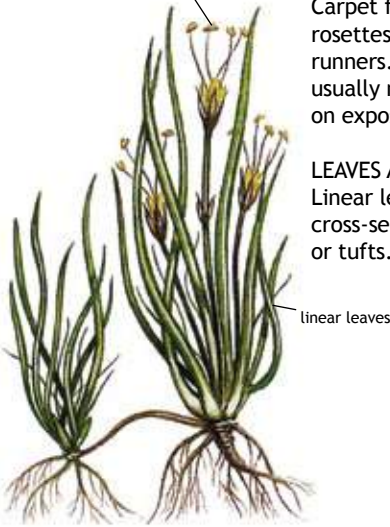 Carpet f
rosettes
runners.
usually r
on expo
LEAVES A
Linear le
cross-se
or tufts.
linear leaves